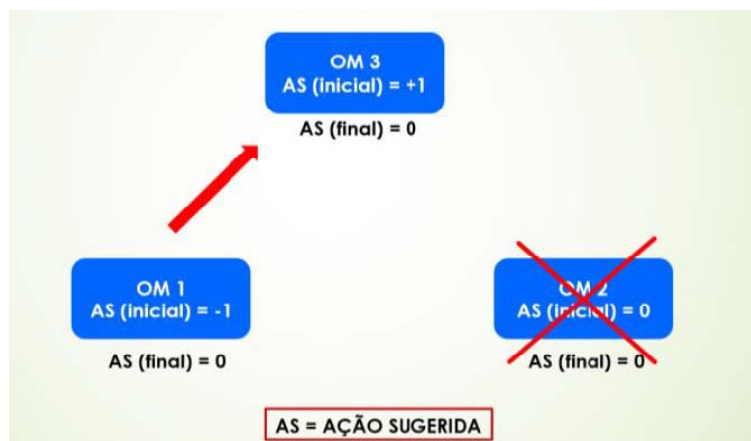 OM 3
AS (inicial) = +1
AS (final) = 0
OM 1
AS (inicial) = -1
AS (final) = 0
OM 2
AS (inicial) = 0
AS (final) = 0
AS = AÇÃO SUGERIDA